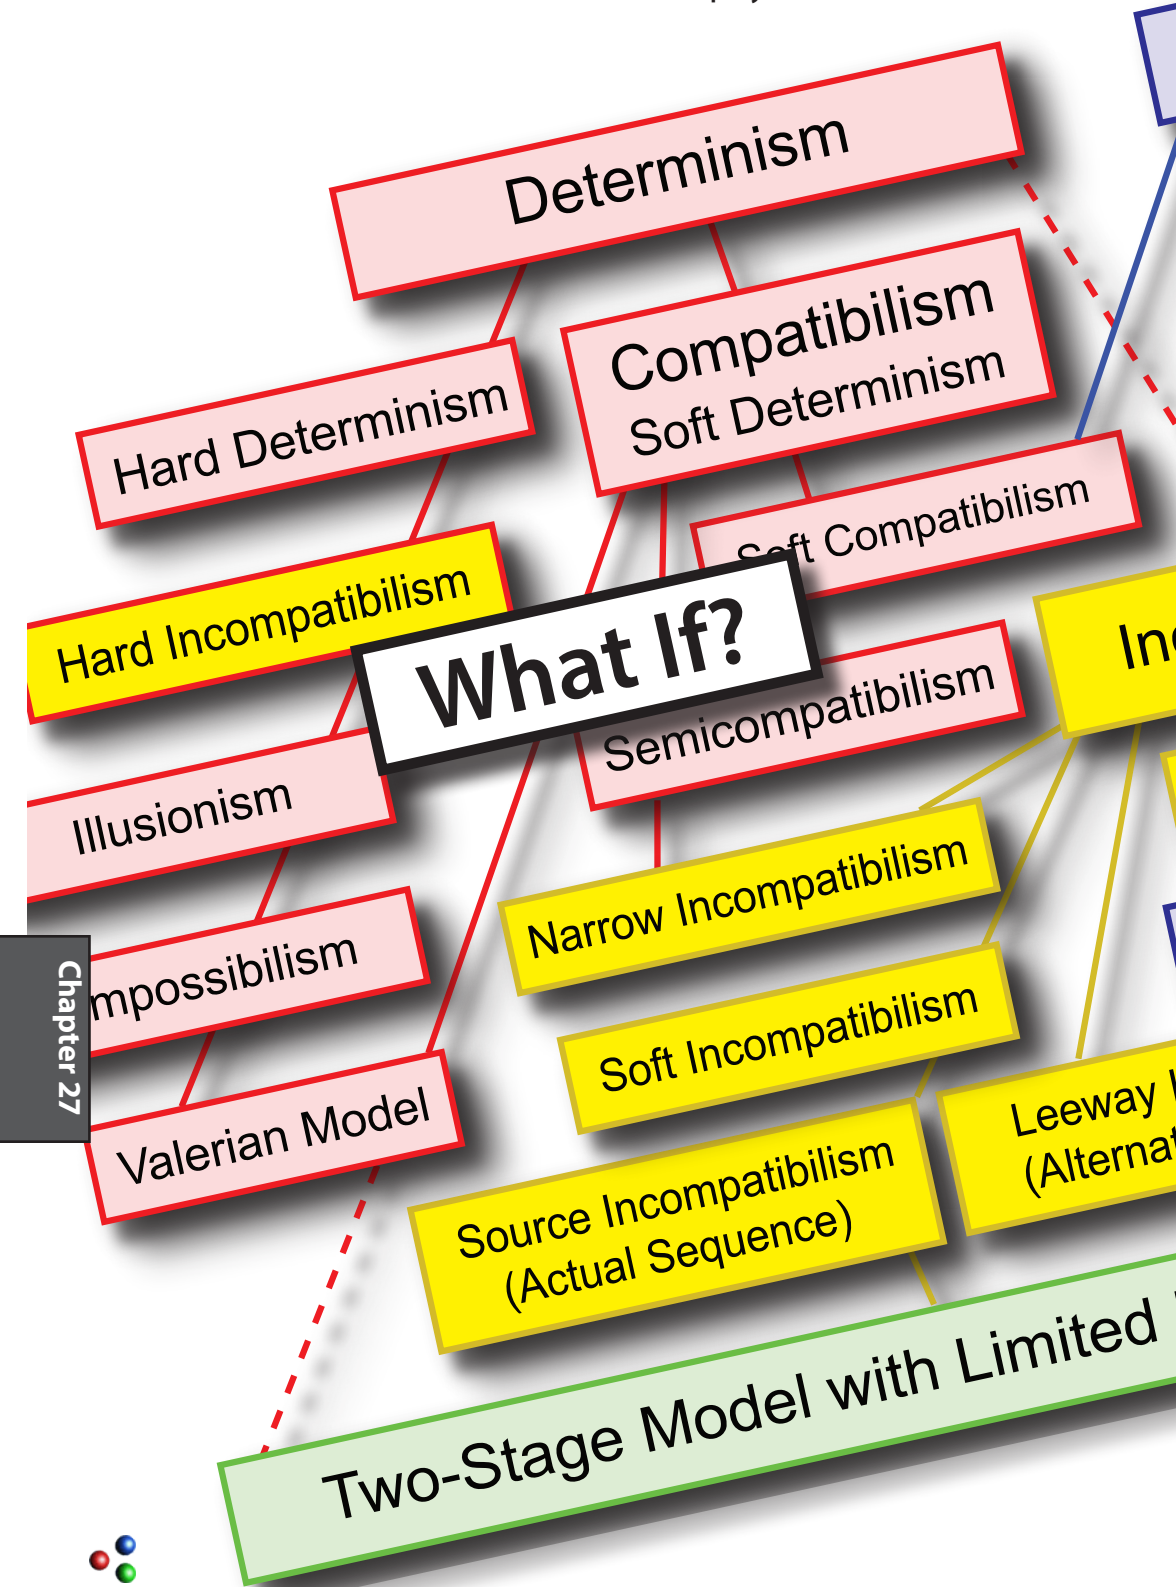 Determinism
Compatibilism
Soft Determinism
Hard Determinism
Soft Compatibilism
Hard Incompatibilism
What If?
Semicompatibilism
Illusionism
Narrow Incompatibilism
mpossibilism
Soft Incompatibilism
Chapter 27
Valerian Model
Leeway
(Alternat
Source Incompatibilism
(Actual Sequence)
Two-Stage Model with Limited